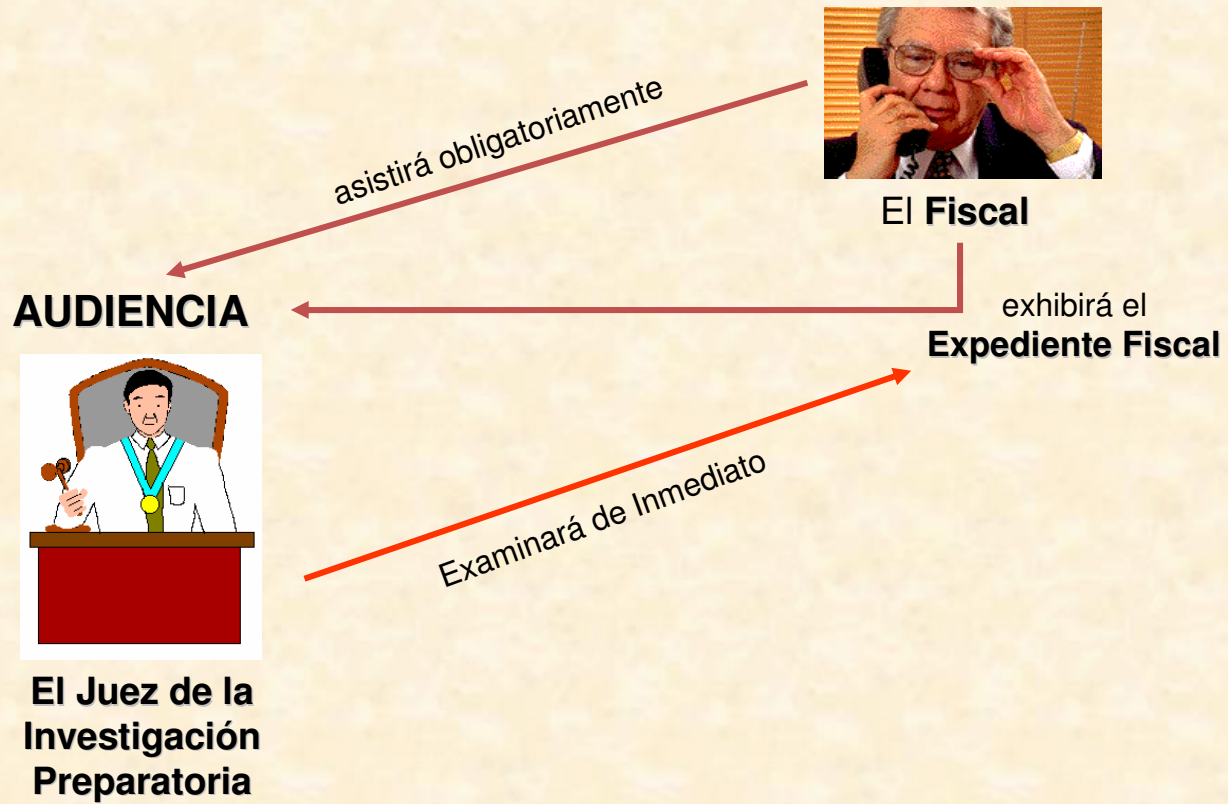 asistirá obligatoriamente
El Fiscal
AUDIENCIA
exhibirá el
Expediente Fiscal
Examinará de Inmediato
El Juez de la
Investigación
Preparatoria